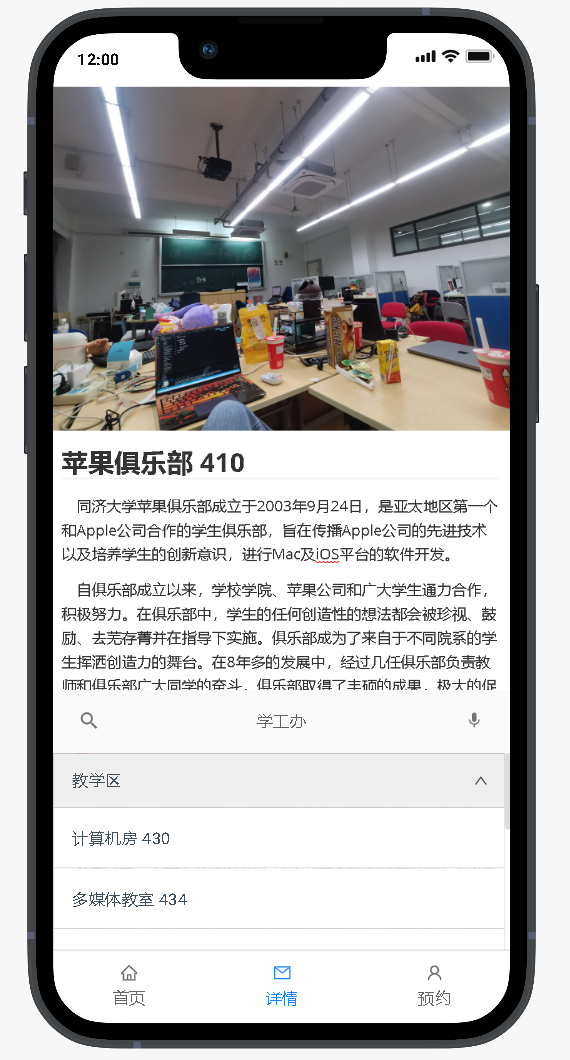 12:00
苹果俱乐部 410
同济大学苹果俱乐部成立于2003年9月24日，是亚太地区第一个
和Apple公司合作的学生俱乐部，旨在传播Apple公司的先进技术
以及培养学生的创新意识，进行Mac及iOS平台的软件开发。
自俱乐部成立以来，学校学院、苹果公司和广大学生通力合作，
积极努力。在俱乐部中，学生的任何创造性的想法都会被珍视、鼓
励、去芜存菁并在指导下实施。俱乐部成为了来自于不同院系的学
生挥洒创造力的舞台。在8年多的发展中，经过几任俱乐部负责教
师和俱乐部广大同学的奋斗，俱乐部取得了丰硕的成果，极大的促
学工办
教学区
计算机房 430
多媒体教室 434
首页
详情
预约